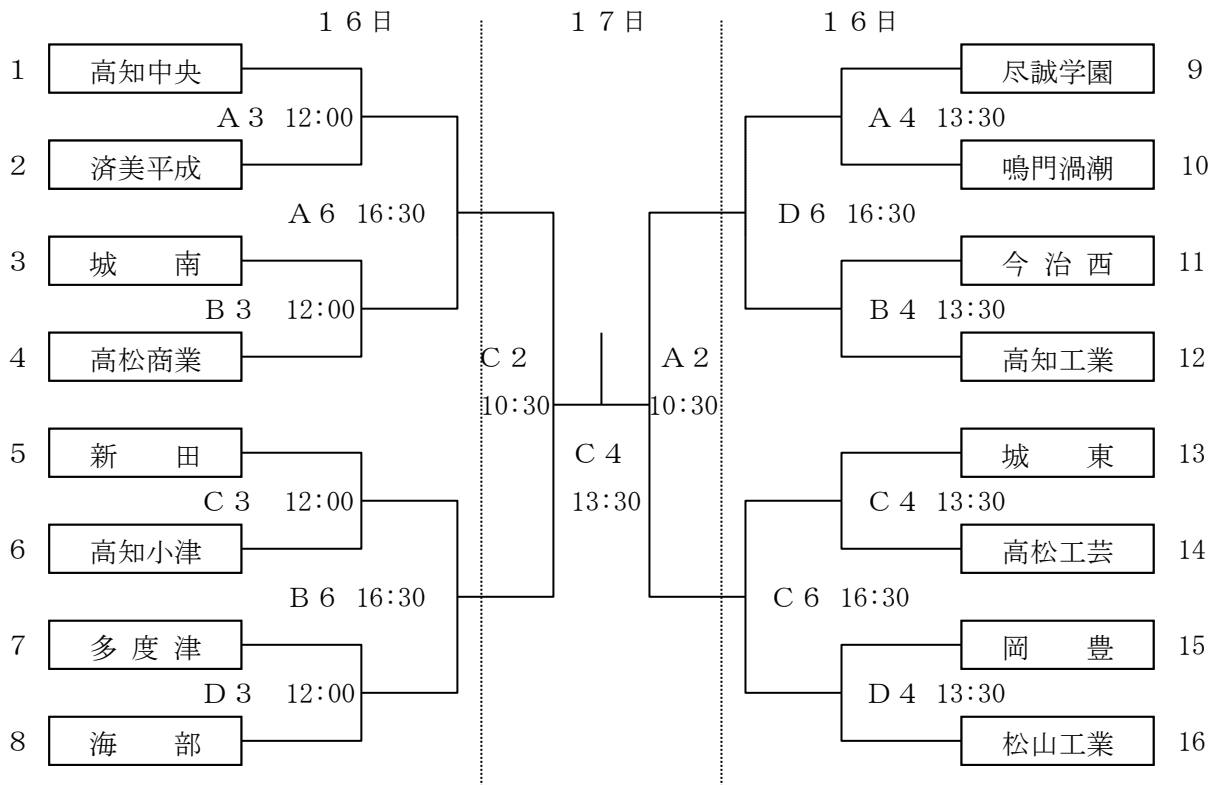 １６日 １７日 １６日
1 高知中央 尽誠学園 9
Ａ３ 12:00 Ａ４ 13:30
2 済美平成 鳴門渦潮 10
Ａ６ 16:30 Ｄ６ 16:30
3 城 南 今 治 西 11
Ｂ３ 12:00 Ｂ４ 13:30
4 高松商業 Ｃ２ Ａ２ 高知工業 12
10:30 10:30
5 新 田 Ｃ４ 城 東 13
Ｃ３ 12:00 13:30 Ｃ４ 13:30
6 高知小津 高松工芸 14
Ｂ６ 16:30 Ｃ６ 16:30
7 多 度 津 岡 豊 15
Ｄ３ 12:00 Ｄ４ 13:30
8 海 部 松山工業 16